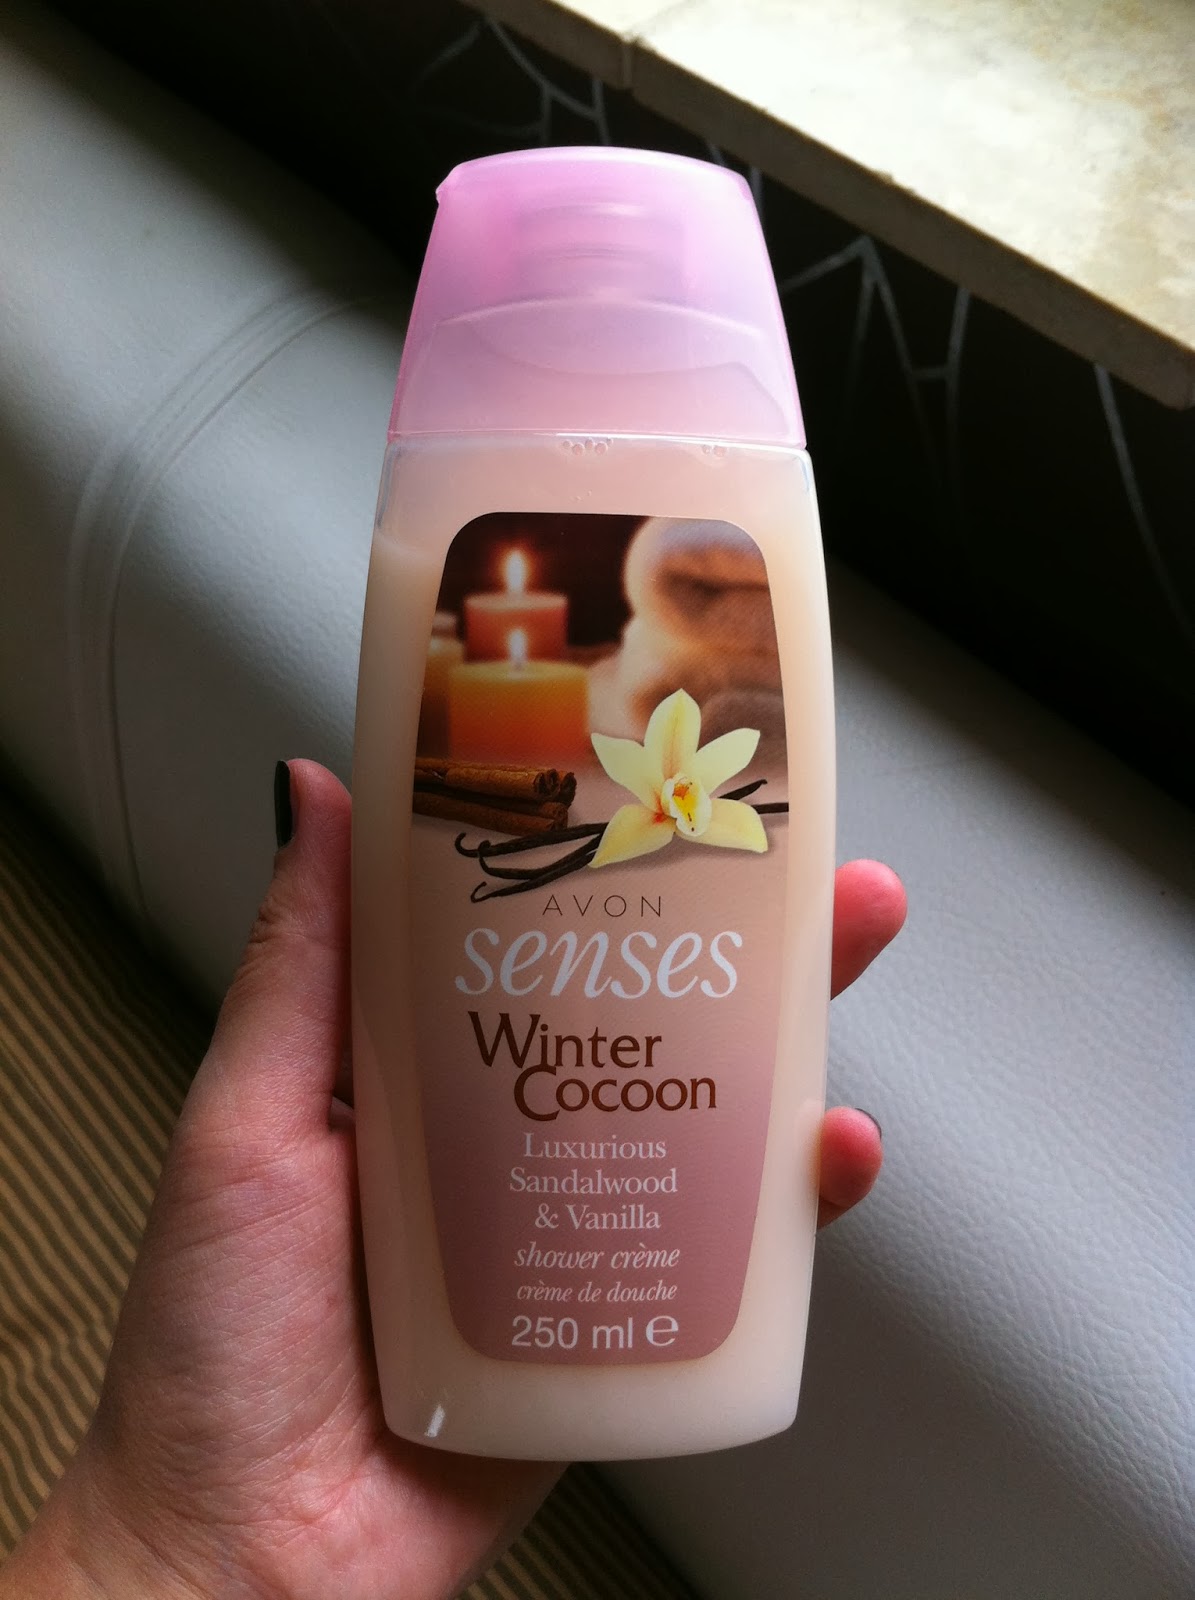 AVON
senses
Winter
Cocoon
Luxurious
Sandalwood
& Vanilla
shower crème
crème de douche
250 ml ℮